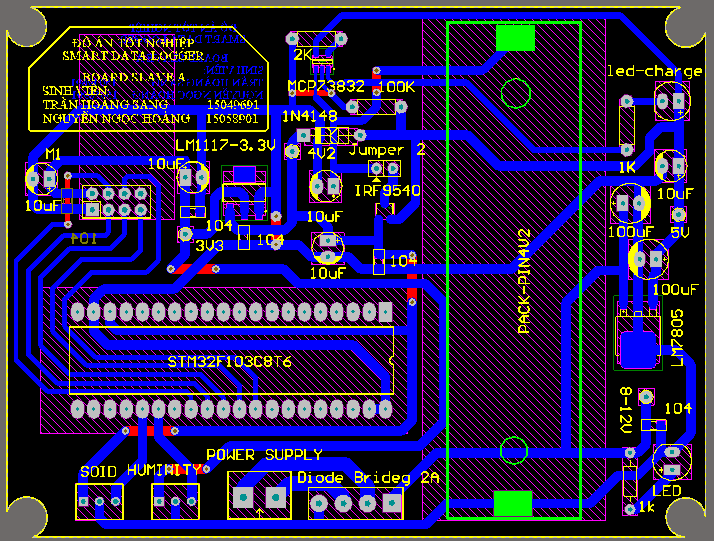 ĐỒ ÁN TỐT NGHIỆP
SMART DATA LOGGER
BOARD SLAVE A
SINH VIÊN:
TRẦN HOÀNG SANG 15049691
NGUYỄN NGỌC HOÀNG 15058901
2K
MCP73832
100K
led-charge
1N4148
4V2
Jumper 2
1K
M1
LM1117-3.3V
10uF
10uF
10uF
IRF9540
10uF
100uF
5V
104
3V3
104
104
104
10uF
100uF
PACK-PIN4V2
LM7805
STM32F103C8T6
8-12V
104
SOID
HUMINITY
POWER SUPPLY
Diode Brideg 2A
LED
1k